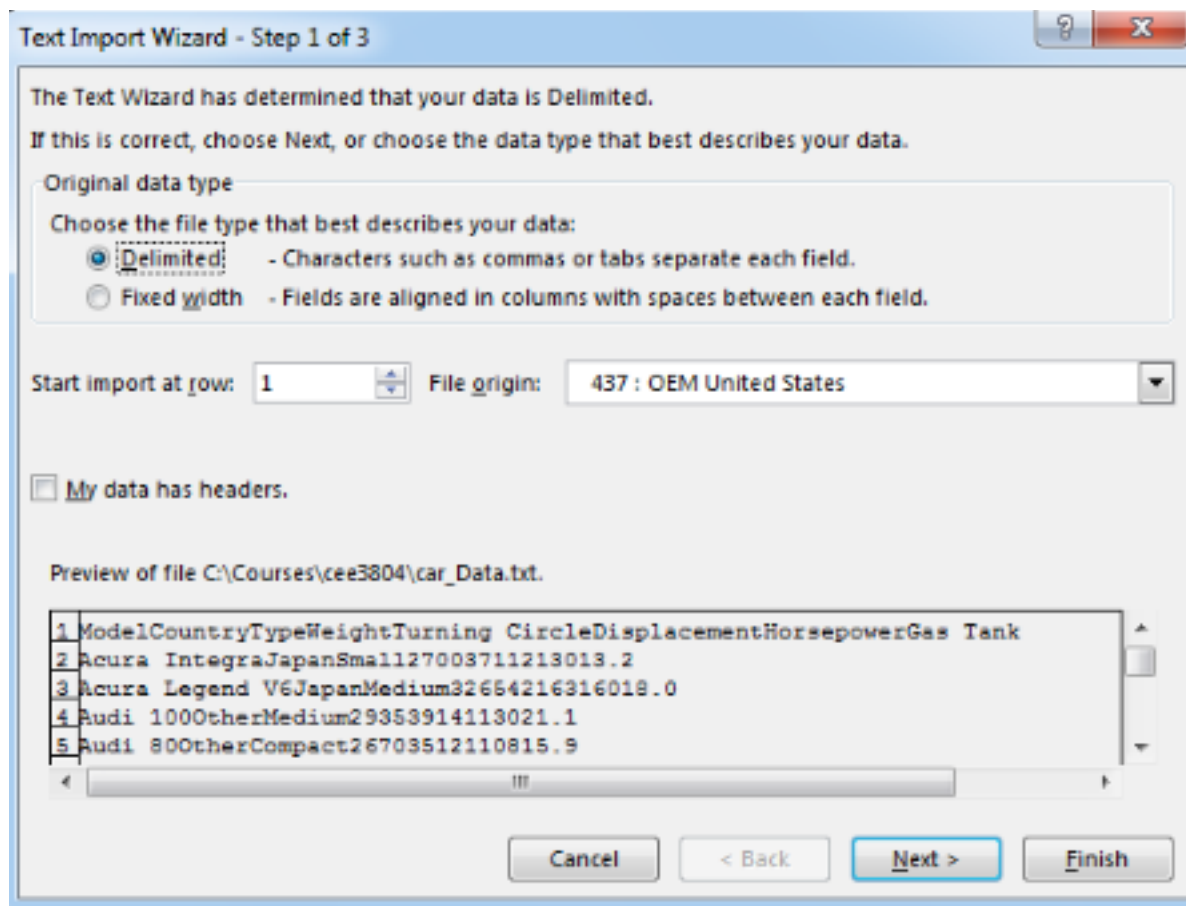 Text Import Wizard - Step 1 of 3
The Text Wizard has determined that your data is Delimited.
If this is correct, choose Next, or choose the data type that best describes your data.
Original data type
Choose the file type that best describes your data:
Delimited - Characters such as commas or tabs separate each field.
Fixed width - Fields are aligned in columns with spaces between each field.
Start import at row: 1 File origin: 437 : OEM United States
My data has headers.
Preview of file C:\Courses\cee3804\car_Data.txt.
1 ModelCountryTypeWeightTurning CircleDisplacementHorsepowerGas Tank
2 Acura IntegraJapanSmall27003711213013.2
3 Acura Legend V6JapanMedium32654216316018.0
4 Audi 100OtherMedium29353914113021.1
5 Audi 80OtherCompact26703512110815.9
Cancel < Back Next > Finish